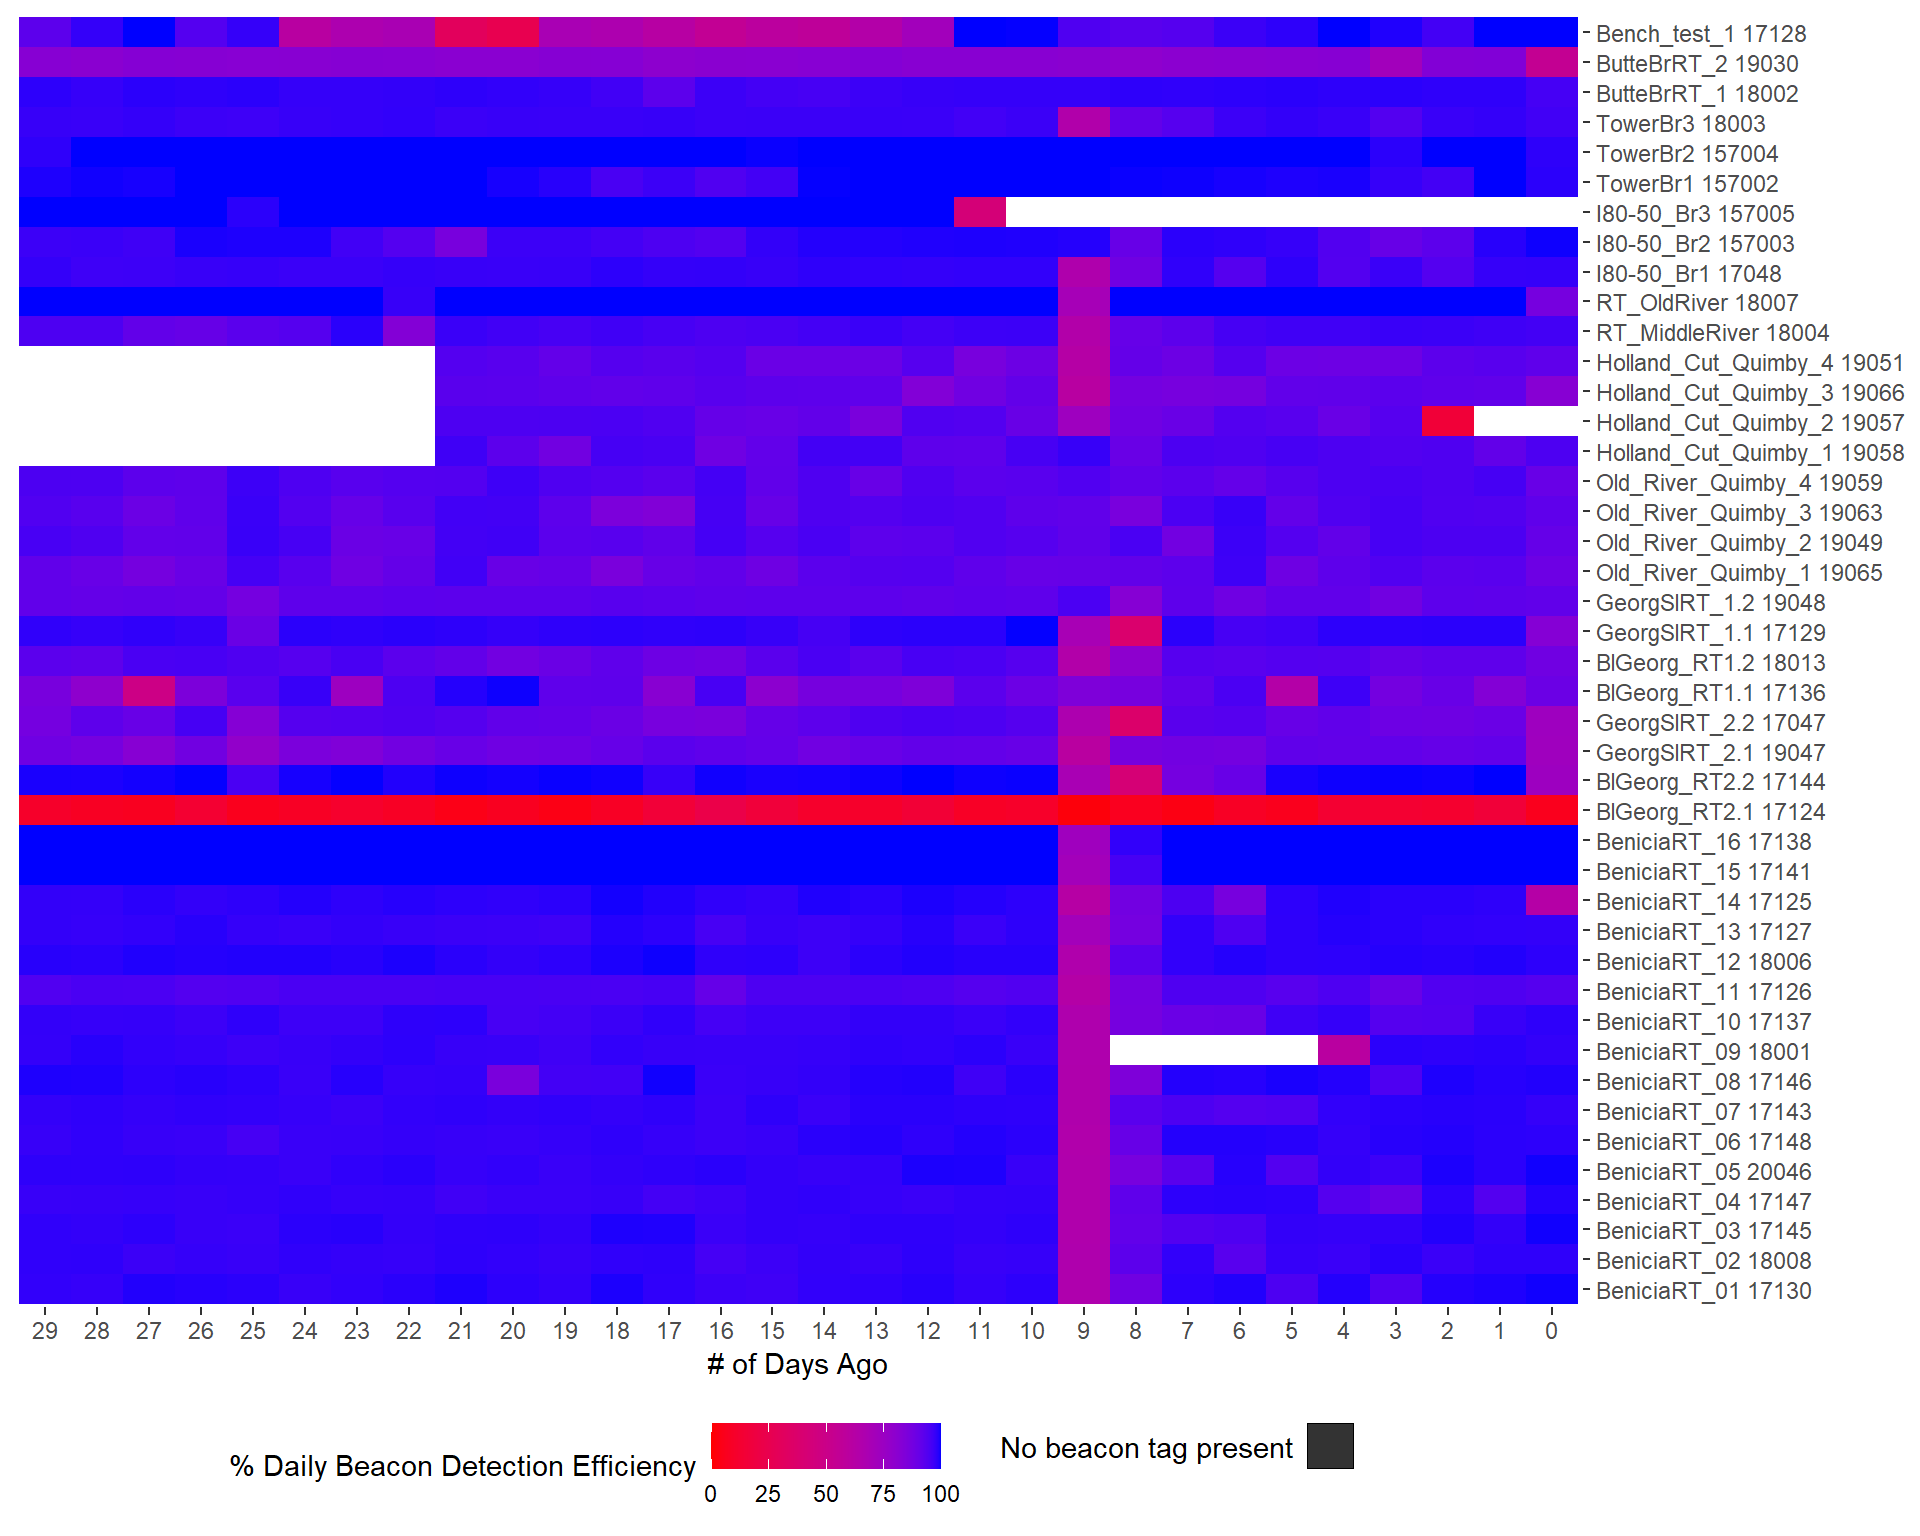 Bench_test_1 17128
ButteBrRT_2 19030
ButteBrRT_1 18002
TowerBr3 18003
TowerBr2 157004
TowerBr1 157002
I80-50_Br3 157005
I80-50_Br2 157003
I80-50_Br1 17048
RT_OldRiver 18007
RT_MiddleRiver 18004
Holland_Cut_Quimby_4 19051
Holland_Cut_Quimby_3 19066
Holland_Cut_Quimby_2 19057
Holland_Cut_Quimby_1 19058
Old_River_Quimby_4 19059
Old_River_Quimby_3 19063
Old_River_Quimby_2 19049
Old_River_Quimby_1 19065
GeorgSlRT_1.2 19048
GeorgSlRT_1.1 17129
BlGeorg_RT1.2 18013
BlGeorg_RT1.1 17136
GeorgSlRT_2.2 17047
GeorgSlRT_2.1 19047
BlGeorg_RT2.2 17144
BlGeorg_RT2.1 17124
BeniciaRT_16 17138
BeniciaRT_15 17141
BeniciaRT_14 17125
BeniciaRT_13 17127
BeniciaRT_12 18006
BeniciaRT_11 17126
BeniciaRT_10 17137
BeniciaRT_09 18001
BeniciaRT_08 17146
BeniciaRT_07 17143
BeniciaRT_06 17148
BeniciaRT_05 20046
BeniciaRT_04 17147
BeniciaRT_03 17145
BeniciaRT_02 18008
BeniciaRT_01 17130
29 28 27 26 25 24 23 22 21 20 19 18 17 16 15 14 13 12 11 10 9 8 7 6 5 4 3 2 1 0
# of Days Ago
% Daily Beacon Detection Efficiency
0 25 50 75 100
No beacon tag present